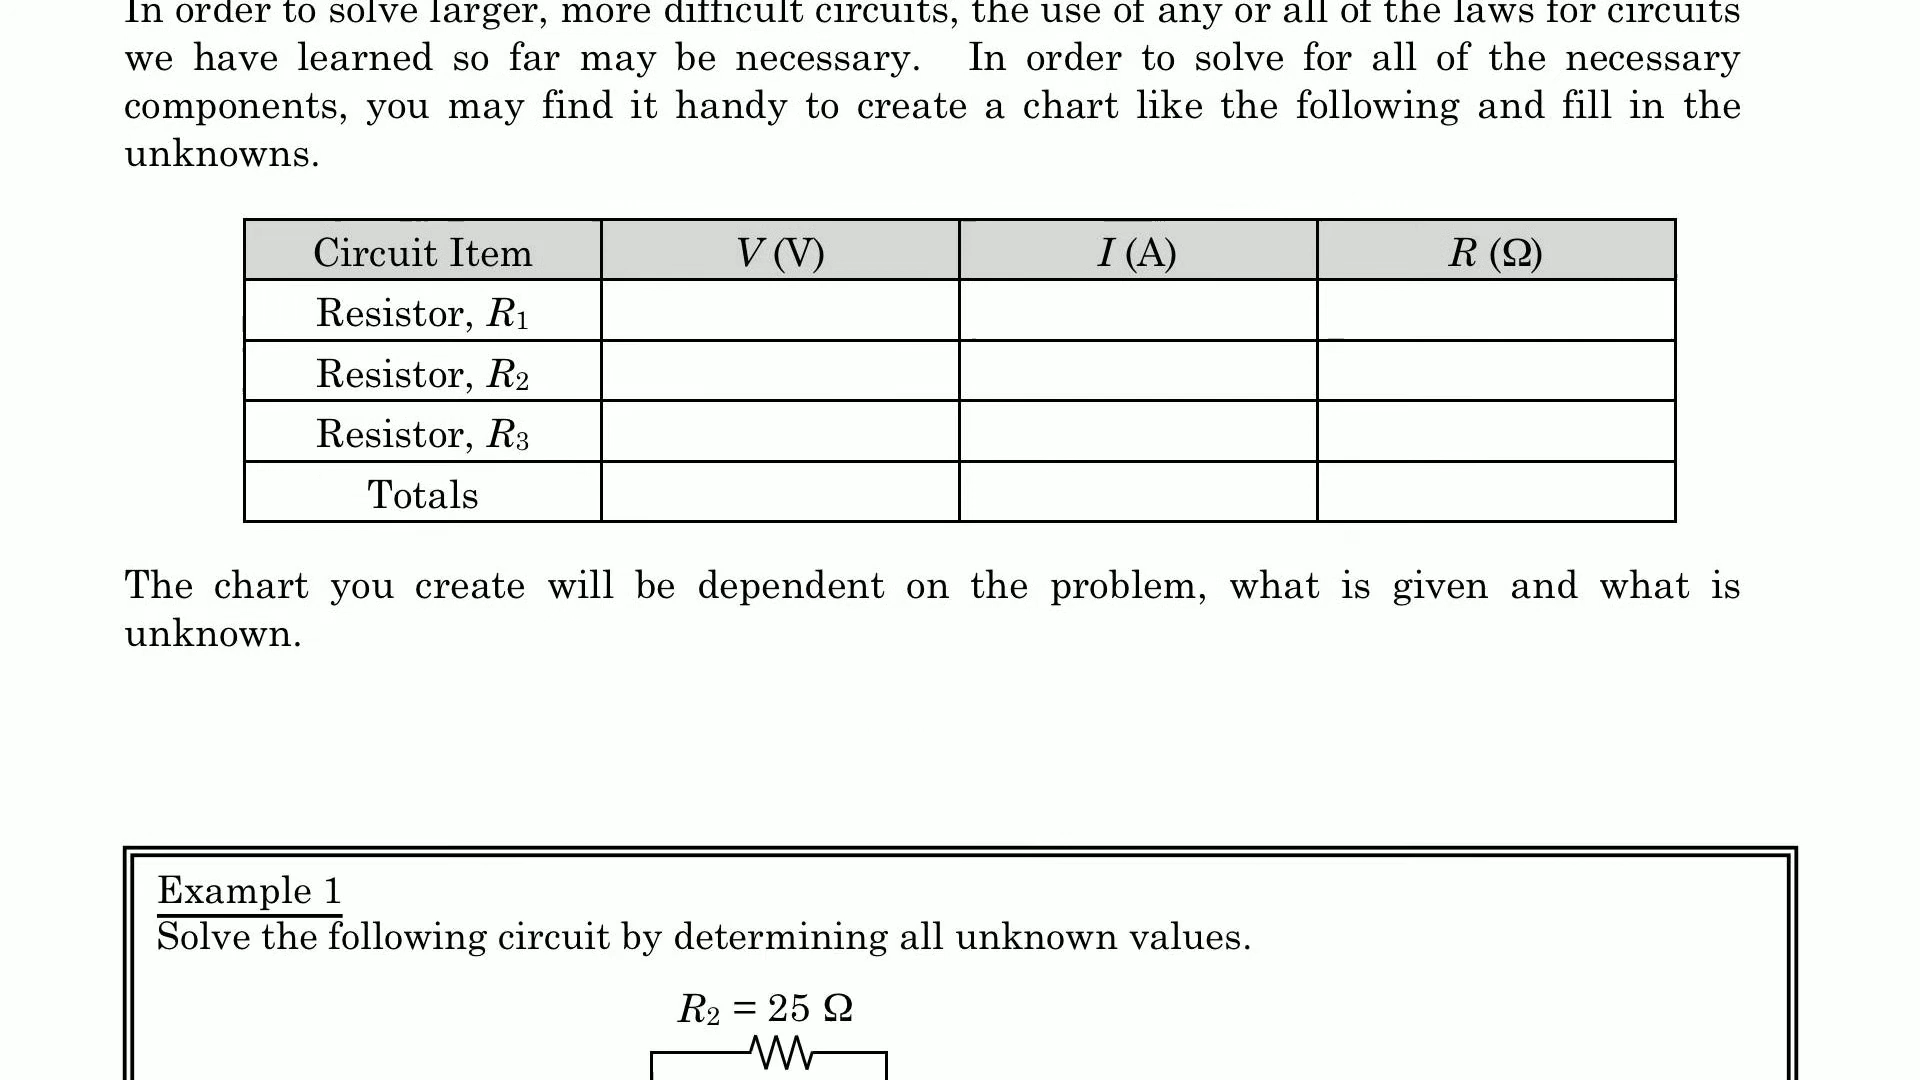 In order to solve larger, more difficult circuits, the use of any or all of the laws for circuits
we have learned so far may be necessary. In order to solve for all of the necessary
components, you may find it handy to create a chart like the following and fill in the
unknowns.
Circuit Item V (V) I (A) R (Ω)
Resistor, R₁
Resistor, R₂
Resistor, R₃
Totals
The chart you create will be dependent on the problem, what is given and what is
unknown.
Example 1
Solve the following circuit by determining all unknown values.
R₂ = 25 Ω